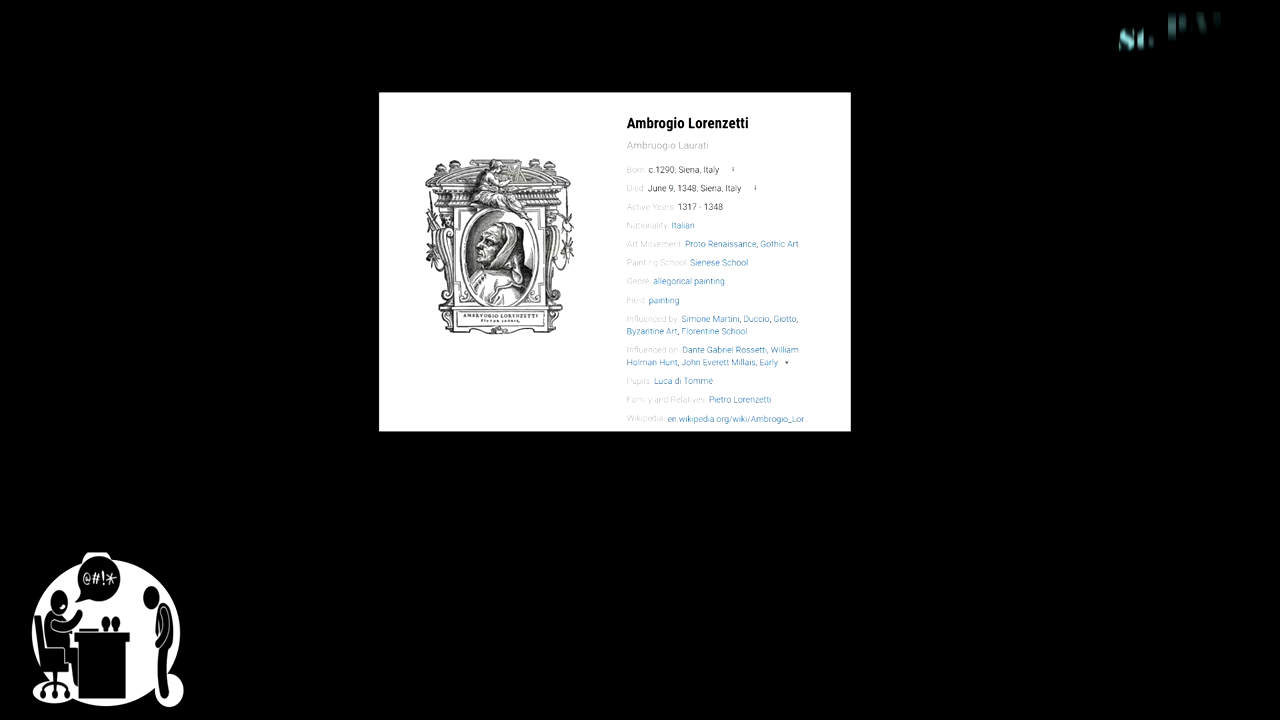 Ambrogio Lorenzetti
Ambruogio Laurati
Born: c.1290; Siena, Italy
Died: June 9, 1348; Siena, Italy
Active Years: 1317 - 1348
Nationality: Italian
Art Movement: Proto Renaissance, Gothic Art
Painting School: Sienese School
Genre: allegorical painting
Field: painting
Influenced by: Simone Martini, Duccio, Giotto,
Byzantine Art, Florentine School
Influenced on: Dante Gabriel Rossetti, William
Holman Hunt, John Everett Millais, Early
Pupils: Luca di Tommè
Family and Relatives: Pietro Lorenzetti
Wikipedia: en.wikipedia.org/wiki/Ambrogio_Lor...
AMBRVOGIO LORENZETTI
@#!*